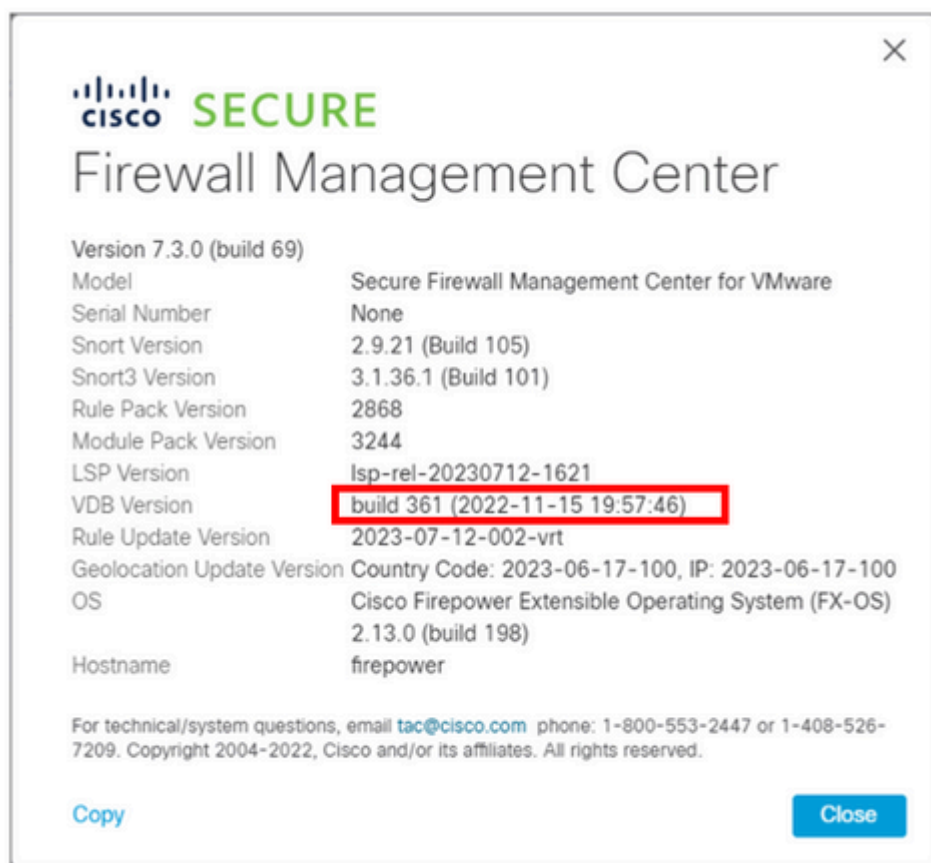 cisco SECURE
Firewall Management Center
Version 7.3.0 (build 69)
Model Secure Firewall Management Center for VMware
Serial Number None
Snort Version 2.9.21 (Build 105)
Snort3 Version 3.1.36.1 (Build 101)
Rule Pack Version 2868
Module Pack Version 3244
LSP Version lsp-rel-20230712-1621
VDB Version build 361 (2022-11-15 19:57:46)
Rule Update Version 2023-07-12-002-vrt
Geolocation Update Version Country Code: 2023-06-17-100, IP: 2023-06-17-100
OS Cisco Firepower Extensible Operating System (FX-OS)
2.13.0 (build 198)
Hostname firepower
For technical/system questions, email tac@cisco.com phone: 1-800-553-2447 or 1-408-526-
7209. Copyright 2004-2022, Cisco and/or its affiliates. All rights reserved.
Copy Close